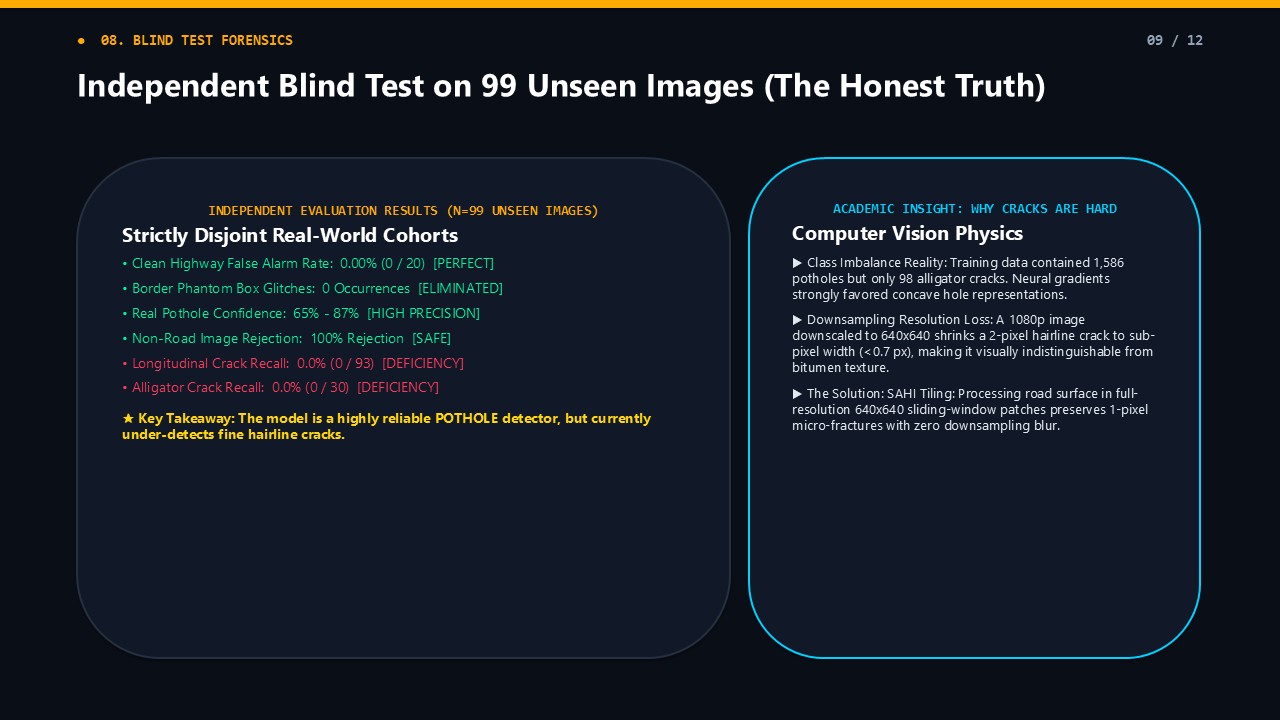 ● 08. BLIND TEST FORENSICS
09 / 12
Independent Blind Test on 99 Unseen Images (The Honest Truth)
INDEPENDENT EVALUATION RESULTS (N=99 UNSEEN IMAGES)
Strictly Disjoint Real-World Cohorts
• Clean Highway False Alarm Rate: 0.00% (0 / 20) [PERFECT]
• Border Phantom Box Glitches: 0 Occurrences [ELIMINATED]
• Real Pothole Confidence: 65% - 87% [HIGH PRECISION]
• Non-Road Image Rejection: 100% Rejection [SAFE]
• Longitudinal Crack Recall: 0.0% (0 / 93) [DEFICIENCY]
• Alligator Crack Recall: 0.0% (0 / 30) [DEFICIENCY]
★ Key Takeaway: The model is a highly reliable POTHOLE detector, but currently
under-detects fine hairline cracks.
ACADEMIC INSIGHT: WHY CRACKS ARE HARD
Computer Vision Physics
▶ Class Imbalance Reality: Training data contained 1,586
potholes but only 98 alligator cracks. Neural gradients
strongly favored concave hole representations.
▶ Downsampling Resolution Loss: A 1080p image
downscaled to 640x640 shrinks a 2-pixel hairline crack to sub-
pixel width (<0.7 px), making it visually indistinguishable from
bitumen texture.
▶ The Solution: SAHI Tiling: Processing road surface in full-
resolution 640x640 sliding-window patches preserves 1-pixel
micro-fractures with zero downsampling blur.